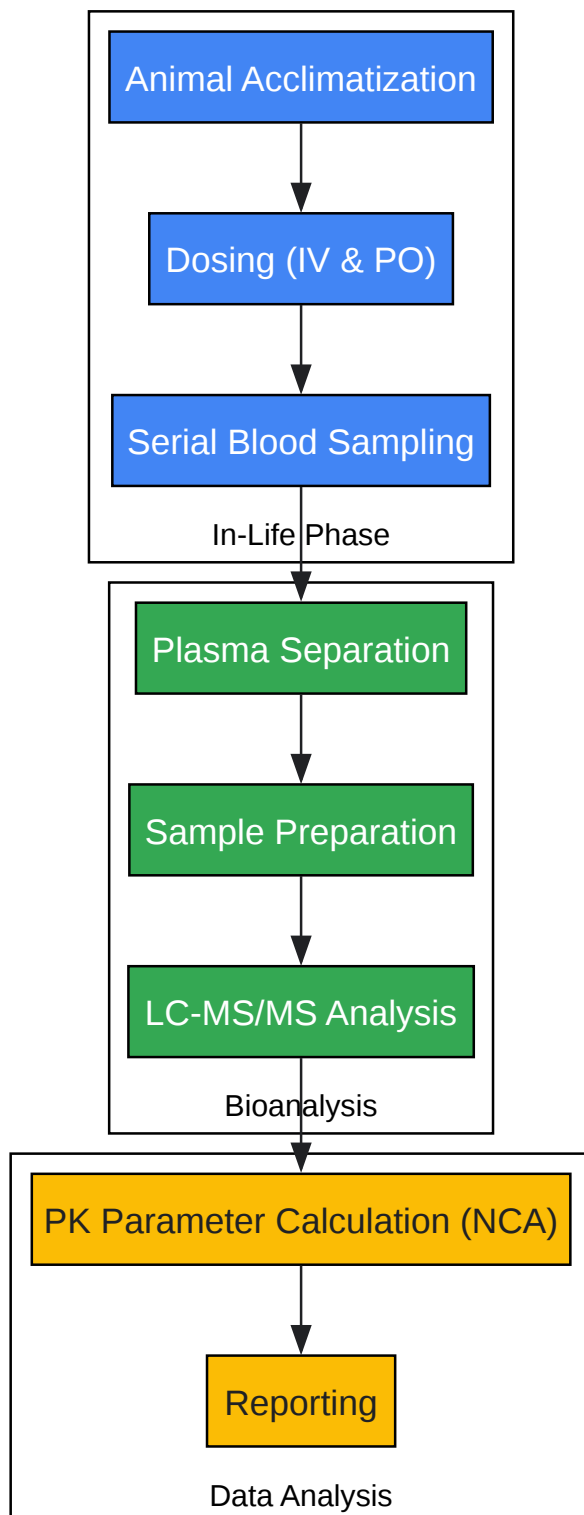 Animal Acclimatization
Dosing (IV & PO)
Serial Blood Sampling
In-Life Phase
Plasma Separation
Sample Preparation
LC-MS/MS Analysis
Bioanalysis
PK Parameter Calculation (NCA)
Reporting
Data Analysis